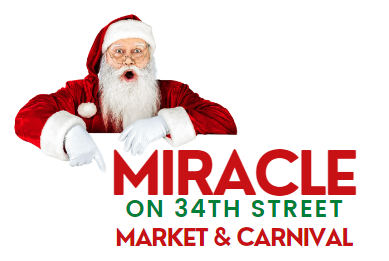 MIRACLE
ON 34TH STREET
MARKET & CARNIVAL